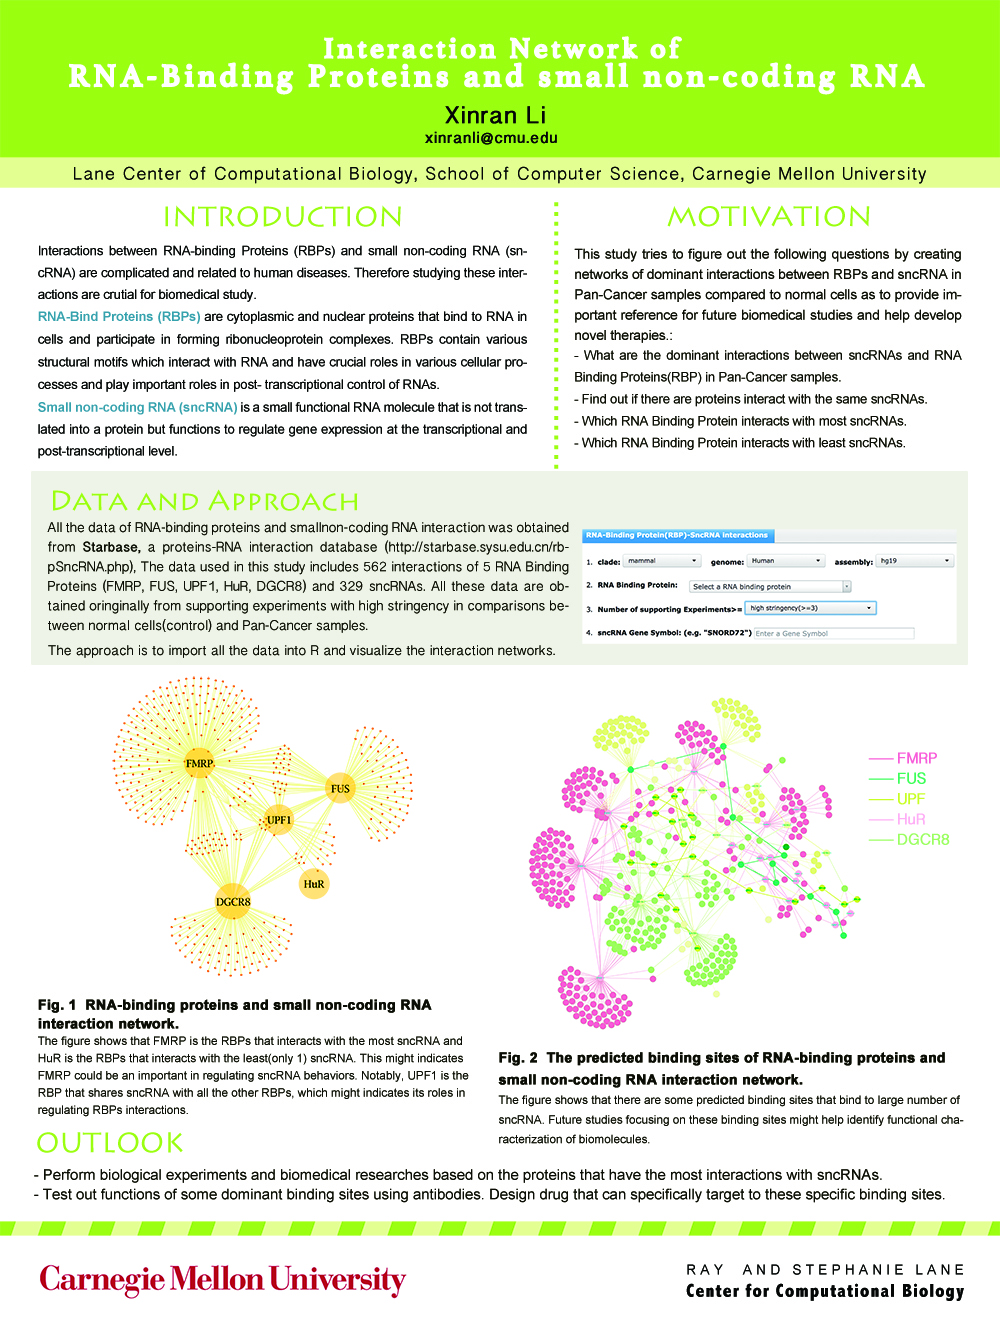 Interaction Network of
RNA-Binding Proteins and small non-coding RNA
Xinran Li
xinranli@cmu.edu
Lane Center of Computational Biology, School of Computer Science, Carnegie Mellon University
INTRODUCTION
Interactions between RNA-binding Proteins (RBPs) and small non-coding RNA (sn-
cRNA) are complicated and related to human diseases. Therefore studying these inter-
actions are crutial for biomedical study.
RNA-Bind Proteins (RBPs) are cytoplasmic and nuclear proteins that bind to RNA in
cells and participate in forming ribonucleoprotein complexes. RBPs contain various
structural motifs which interact with RNA and have crucial roles in various cellular pro-
cesses and play important roles in post- transcriptional control of RNAs.
Small non-coding RNA (sncRNA) is a small functional RNA molecule that is not trans-
lated into a protein but functions to regulate gene expression at the transcriptional and
post-transcriptional level.
MOTIVATION
This study tries to figure out the following questions by creating
networks of dominant interactions between RBPs and sncRNA in
Pan-Cancer samples compared to normal cells as to provide im-
portant reference for future biomedical studies and help develop
novel therapies.:
- What are the dominant interactions between sncRNAs and RNA
Binding Proteins(RBP) in Pan-Cancer samples.
- Find out if there are proteins interact with the same sncRNAs.
- Which RNA Binding Protein interacts with most sncRNAs.
- Which RNA Binding Protein interacts with least sncRNAs.
DATA AND APPROACH
All the data of RNA-binding proteins and smallnon-coding RNA interaction was obtained
from Starbase, a proteins-RNA interaction database (http://starbase.sysu.edu.cn/rb-
pSncRNA.php), The data used in this study includes 562 interactions of 5 RNA Binding
Proteins (FMRP, FUS, UPF1, HuR, DGCR8) and 329 sncRNAs. All these data are ob-
tained oringinally from supporting experiments with high stringency in comparisons be-
tween normal cells(control) and Pan-Cancer samples.
The approach is to import all the data into R and visualize the interaction networks.
RNA-Binding Protein(RBP)-SncRNA interactions
1. clade: mammal genome: Human assembly: hg19
2. RNA Binding Protein: Select a RNA binding protein
3. Number of supporting Experiments>= high stringency(>=3)
4. sncRNA Gene Symbol: (e.g. "SNORD72") Enter a Gene Symbol
FMRP
FUS
UPF1
HuR
DGCR8
FMRP
FUS
UPF
HuR
DGCR8
Fig. 1 RNA-binding proteins and small non-coding RNA
interaction network.
The figure shows that FMRP is the RBPs that interacts with the most sncRNA and
HuR is the RBPs that interacts with the least(only 1) sncRNA. This might indicates
FMRP could be an important in regulating sncRNA behaviors. Notably, UPF1 is the
RBP that shares sncRNA with all the other RBPs, which might indicates its roles in
regulating RBPs interactions.
Fig. 2 The predicted binding sites of RNA-binding proteins and
small non-coding RNA interaction network.
The figure shows that there are some predicted binding sites that bind to large number of
sncRNA. Future studies focusing on these binding sites might help identify functional cha-
racterization of biomolecules.
OUTLOOK
- Perform biological experiments and biomedical researches based on the proteins that have the most interactions with sncRNAs.
- Test out functions of some dominant binding sites using antibodies. Design drug that can specifically target to these specific binding sites.
Carnegie Mellon University
RAY AND STEPHANIE LANE
Center for Computational Biology